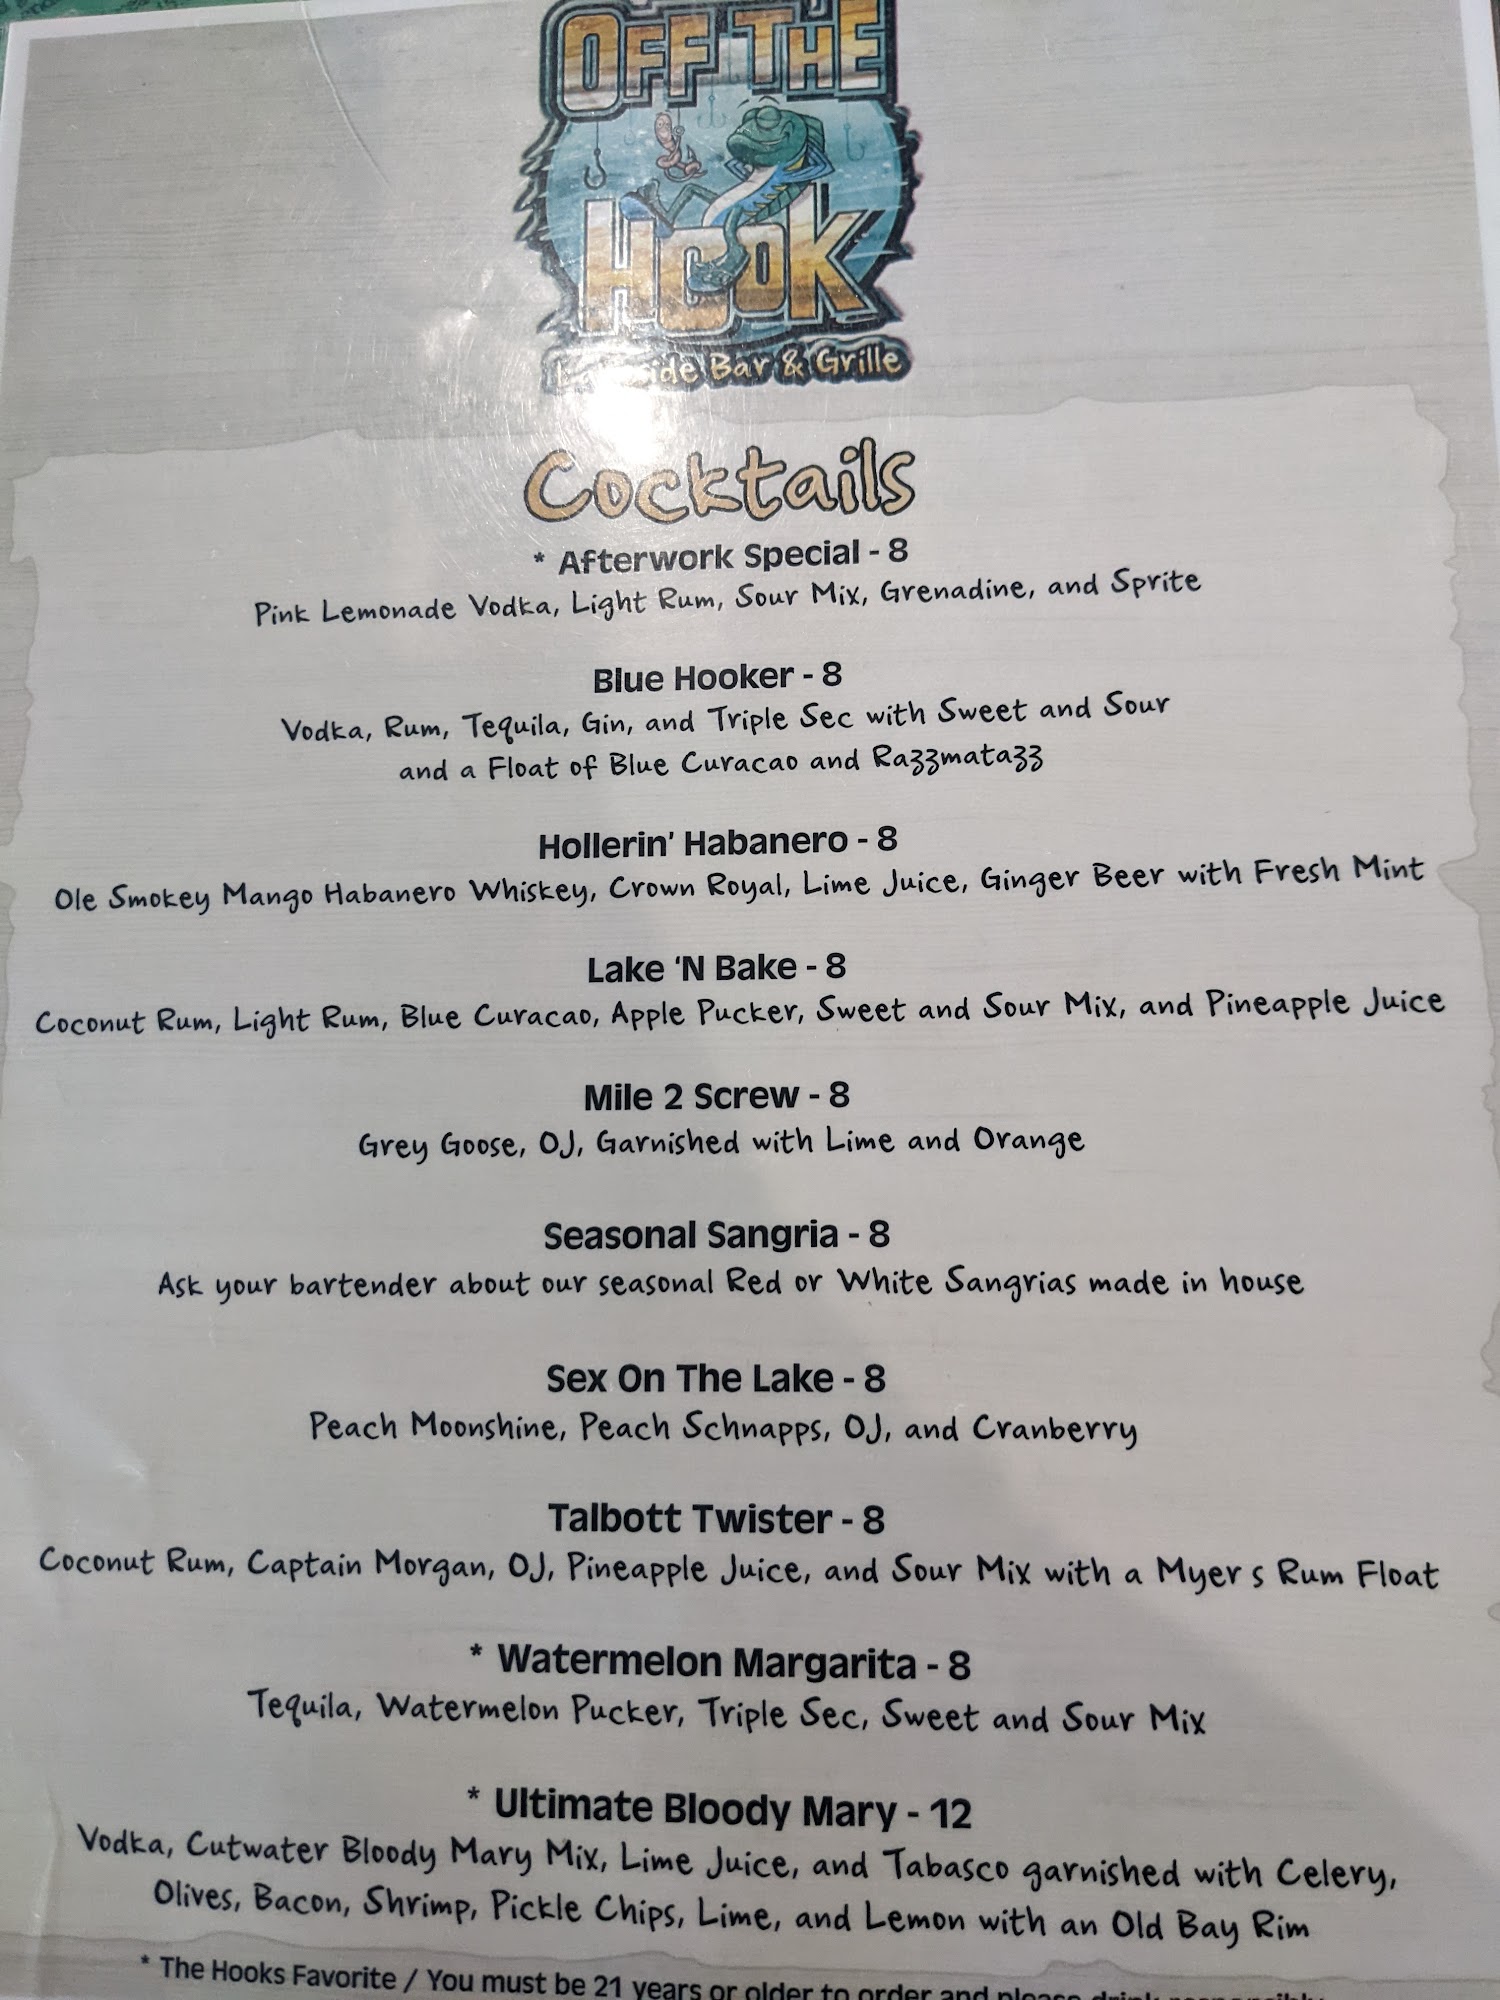 OFF THE
HOOK
Bar & Grille
Cocktails
* Afterwork Special - 8
Pink Lemonade Vodka, Light Rum, Sour Mix, Grenadine, and Sprite
Blue Hooker - 8
Vodka, Rum, Tequila, Gin, and Triple Sec with Sweet and Sour
and a Float of Blue Curacao and Razzmatazz
Hollerin' Habanero - 8
Ole Smokey Mango Habanero Whiskey, Crown Royal, Lime Juice, Ginger Beer with Fresh Mint
Lake 'N Bake - 8
Coconut Rum, Light Rum, Blue Curacao, Apple Pucker, Sweet and Sour Mix, and Pineapple Juice
Mile 2 Screw - 8
Grey Goose, OJ, Garnished with Lime and Orange
Seasonal Sangria - 8
Ask your bartender about our seasonal Red or White Sangrias made in house
Sex On The Lake - 8
Peach Moonshine, Peach Schnapps, OJ, and Cranberry
Talbott Twister - 8
Coconut Rum, Captain Morgan, OJ, Pineapple Juice, and Sour Mix with a Myer s Rum Float
* Watermelon Margarita - 8
Tequila, Watermelon Pucker, Triple Sec, Sweet and Sour Mix
* Ultimate Bloody Mary - 12
Vodka, Cutwater Bloody Mary Mix, Lime Juice, and Tabasco garnished with Celery,
Olives, Bacon, Shrimp, Pickle Chips, Lime, and Lemon with an Old Bay Rim
* The Hooks Favorite / You must be 21 years or older to order and please drink responsibly